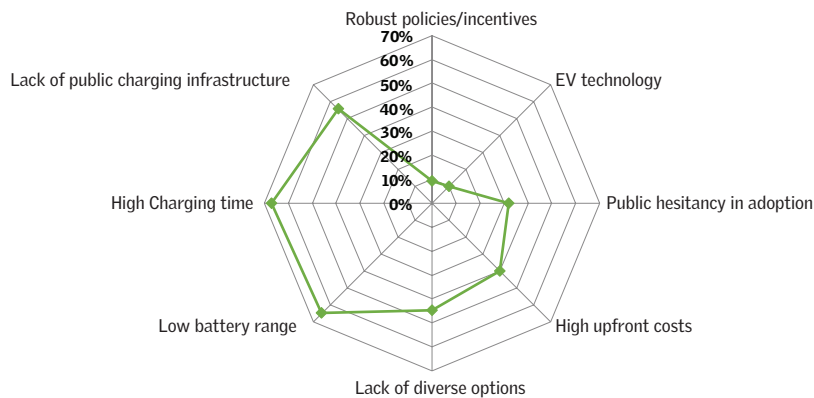 Robust policies/incentives
70%
60%
50%
40%
30%
20%
10%
0%
EV technology
Public hesitancy in adoption
High upfront costs
Lack of diverse options
Low battery range
High Charging time
Lack of public charging infrastructure